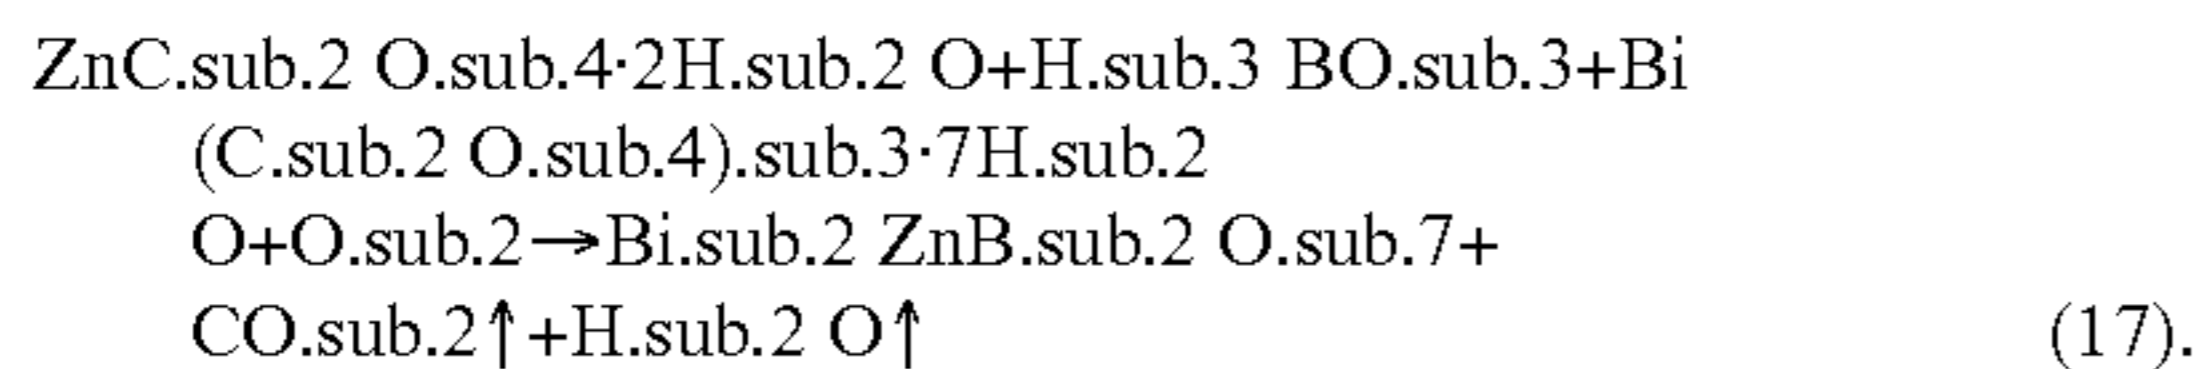 ZnC.sub.2 O.sub.4·2H.sub.2 O+H.sub.3 BO.sub.3+Bi
(C.sub.2 O.sub.4).sub.3·7H.sub.2
O+O.sub.2→Bi.sub.2 ZnB.sub.2 O.sub.7+
CO.sub.2↑+H.sub.2 O↑ (17).